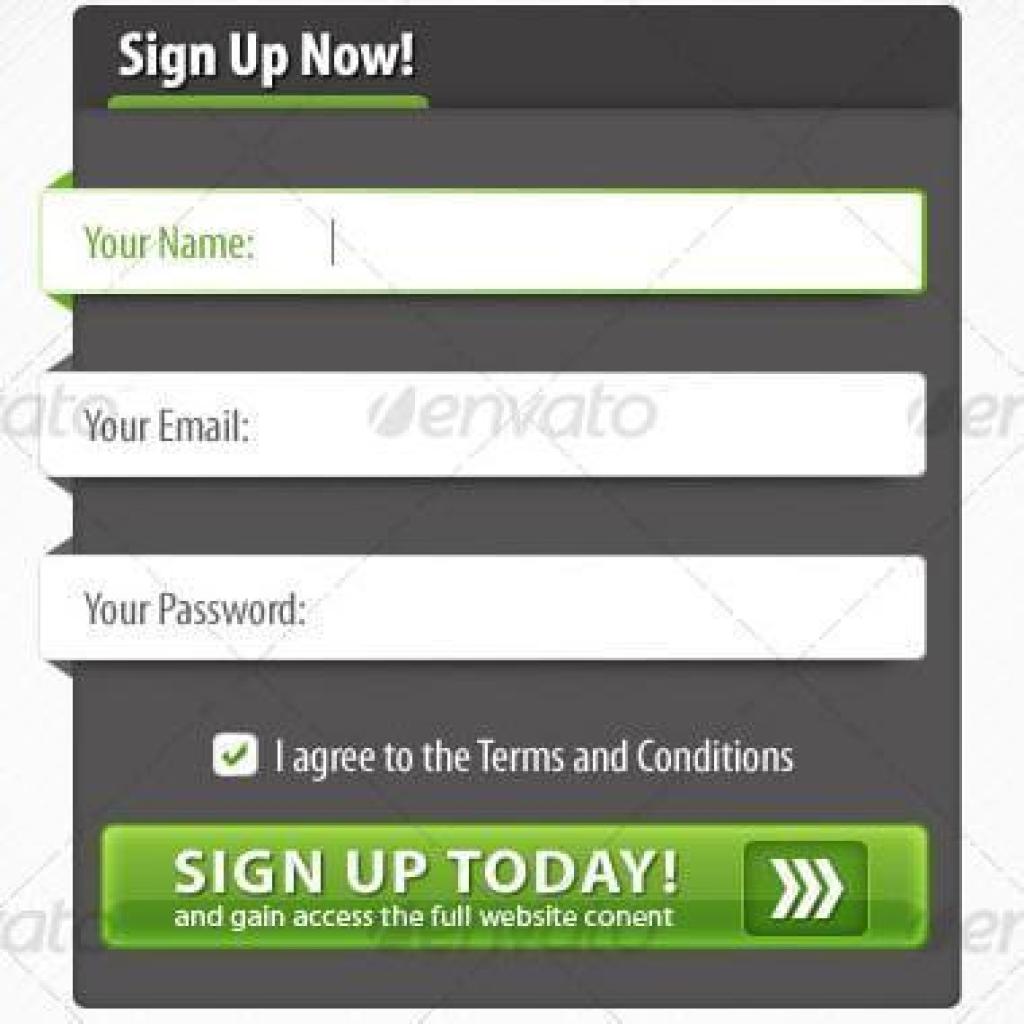 Sign Up Now!
Your Name:
Your Email:
envato
Your Password:
I agree to the Terms and Conditions
SIGN UP TODAY!
and gain access the full website conent